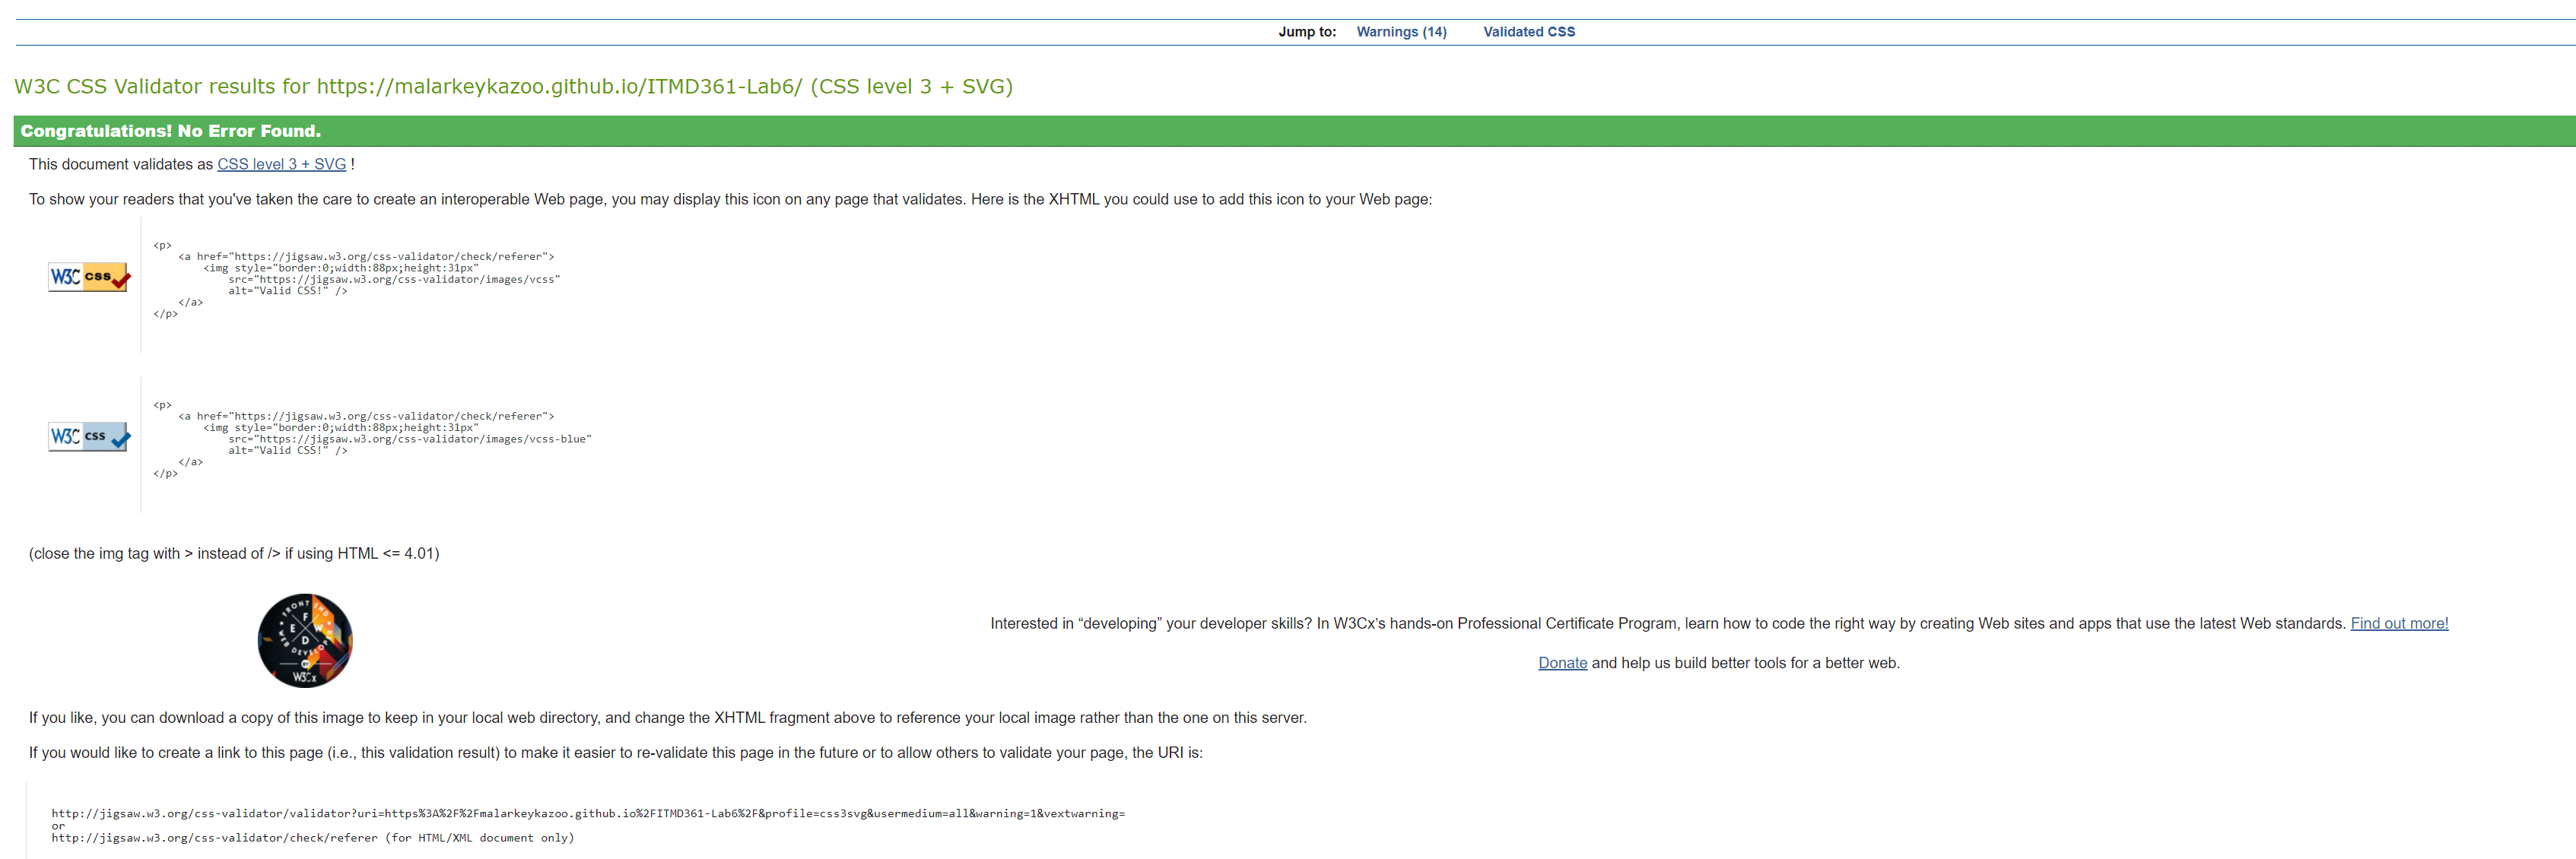 Jump to: Warnings (14) Validated CSS
W3C CSS Validator results for https://malarkeykazoo.github.io/ITMD361-Lab6/ (CSS level 3 + SVG)
Congratulations! No Error Found.
This document validates as CSS level 3 + SVG !
To show your readers that you've taken the care to create an interoperable Web page, you may display this icon on any page that validates. Here is the XHTML you could use to add this icon to your Web page:
W3C css
<p>
<a href="https://jigsaw.w3.org/css-validator/check/referer">
<img style="border:0;width:88px;height:31px"
src="https://jigsaw.w3.org/css-validator/images/vcss"
alt="Valid CSS!" />
</a>
</p>
W3C css
<p>
<a href="https://jigsaw.w3.org/css-validator/check/referer">
<img style="border:0;width:88px;height:31px"
src="https://jigsaw.w3.org/css-validator/images/vcss-blue"
alt="Valid CSS!" />
</a>
</p>
(close the img tag with > instead of /> if using HTML <= 4.01)
FRONT END
F
E W
D
WEB DEVELOPER
BY
W3Cx
Interested in “developing” your developer skills? In W3Cx’s hands-on Professional Certificate Program, learn how to code the right way by creating Web sites and apps that use the latest Web standards. Find out more!
Donate and help us build better tools for a better web.
If you like, you can download a copy of this image to keep in your local web directory, and change the XHTML fragment above to reference your local image rather than the one on this server.
If you would like to create a link to this page (i.e., this validation result) to make it easier to re-validate this page in the future or to allow others to validate your page, the URI is:
http://jigsaw.w3.org/css-validator/validator?uri=https%3A%2F%2Fmalarkeykazoo.github.io%2FITMD361-Lab6%2F&profile=css3svg&usermedium=all&warning=1&vextwarning=
or
http://jigsaw.w3.org/css-validator/check/referer (for HTML/XML document only)